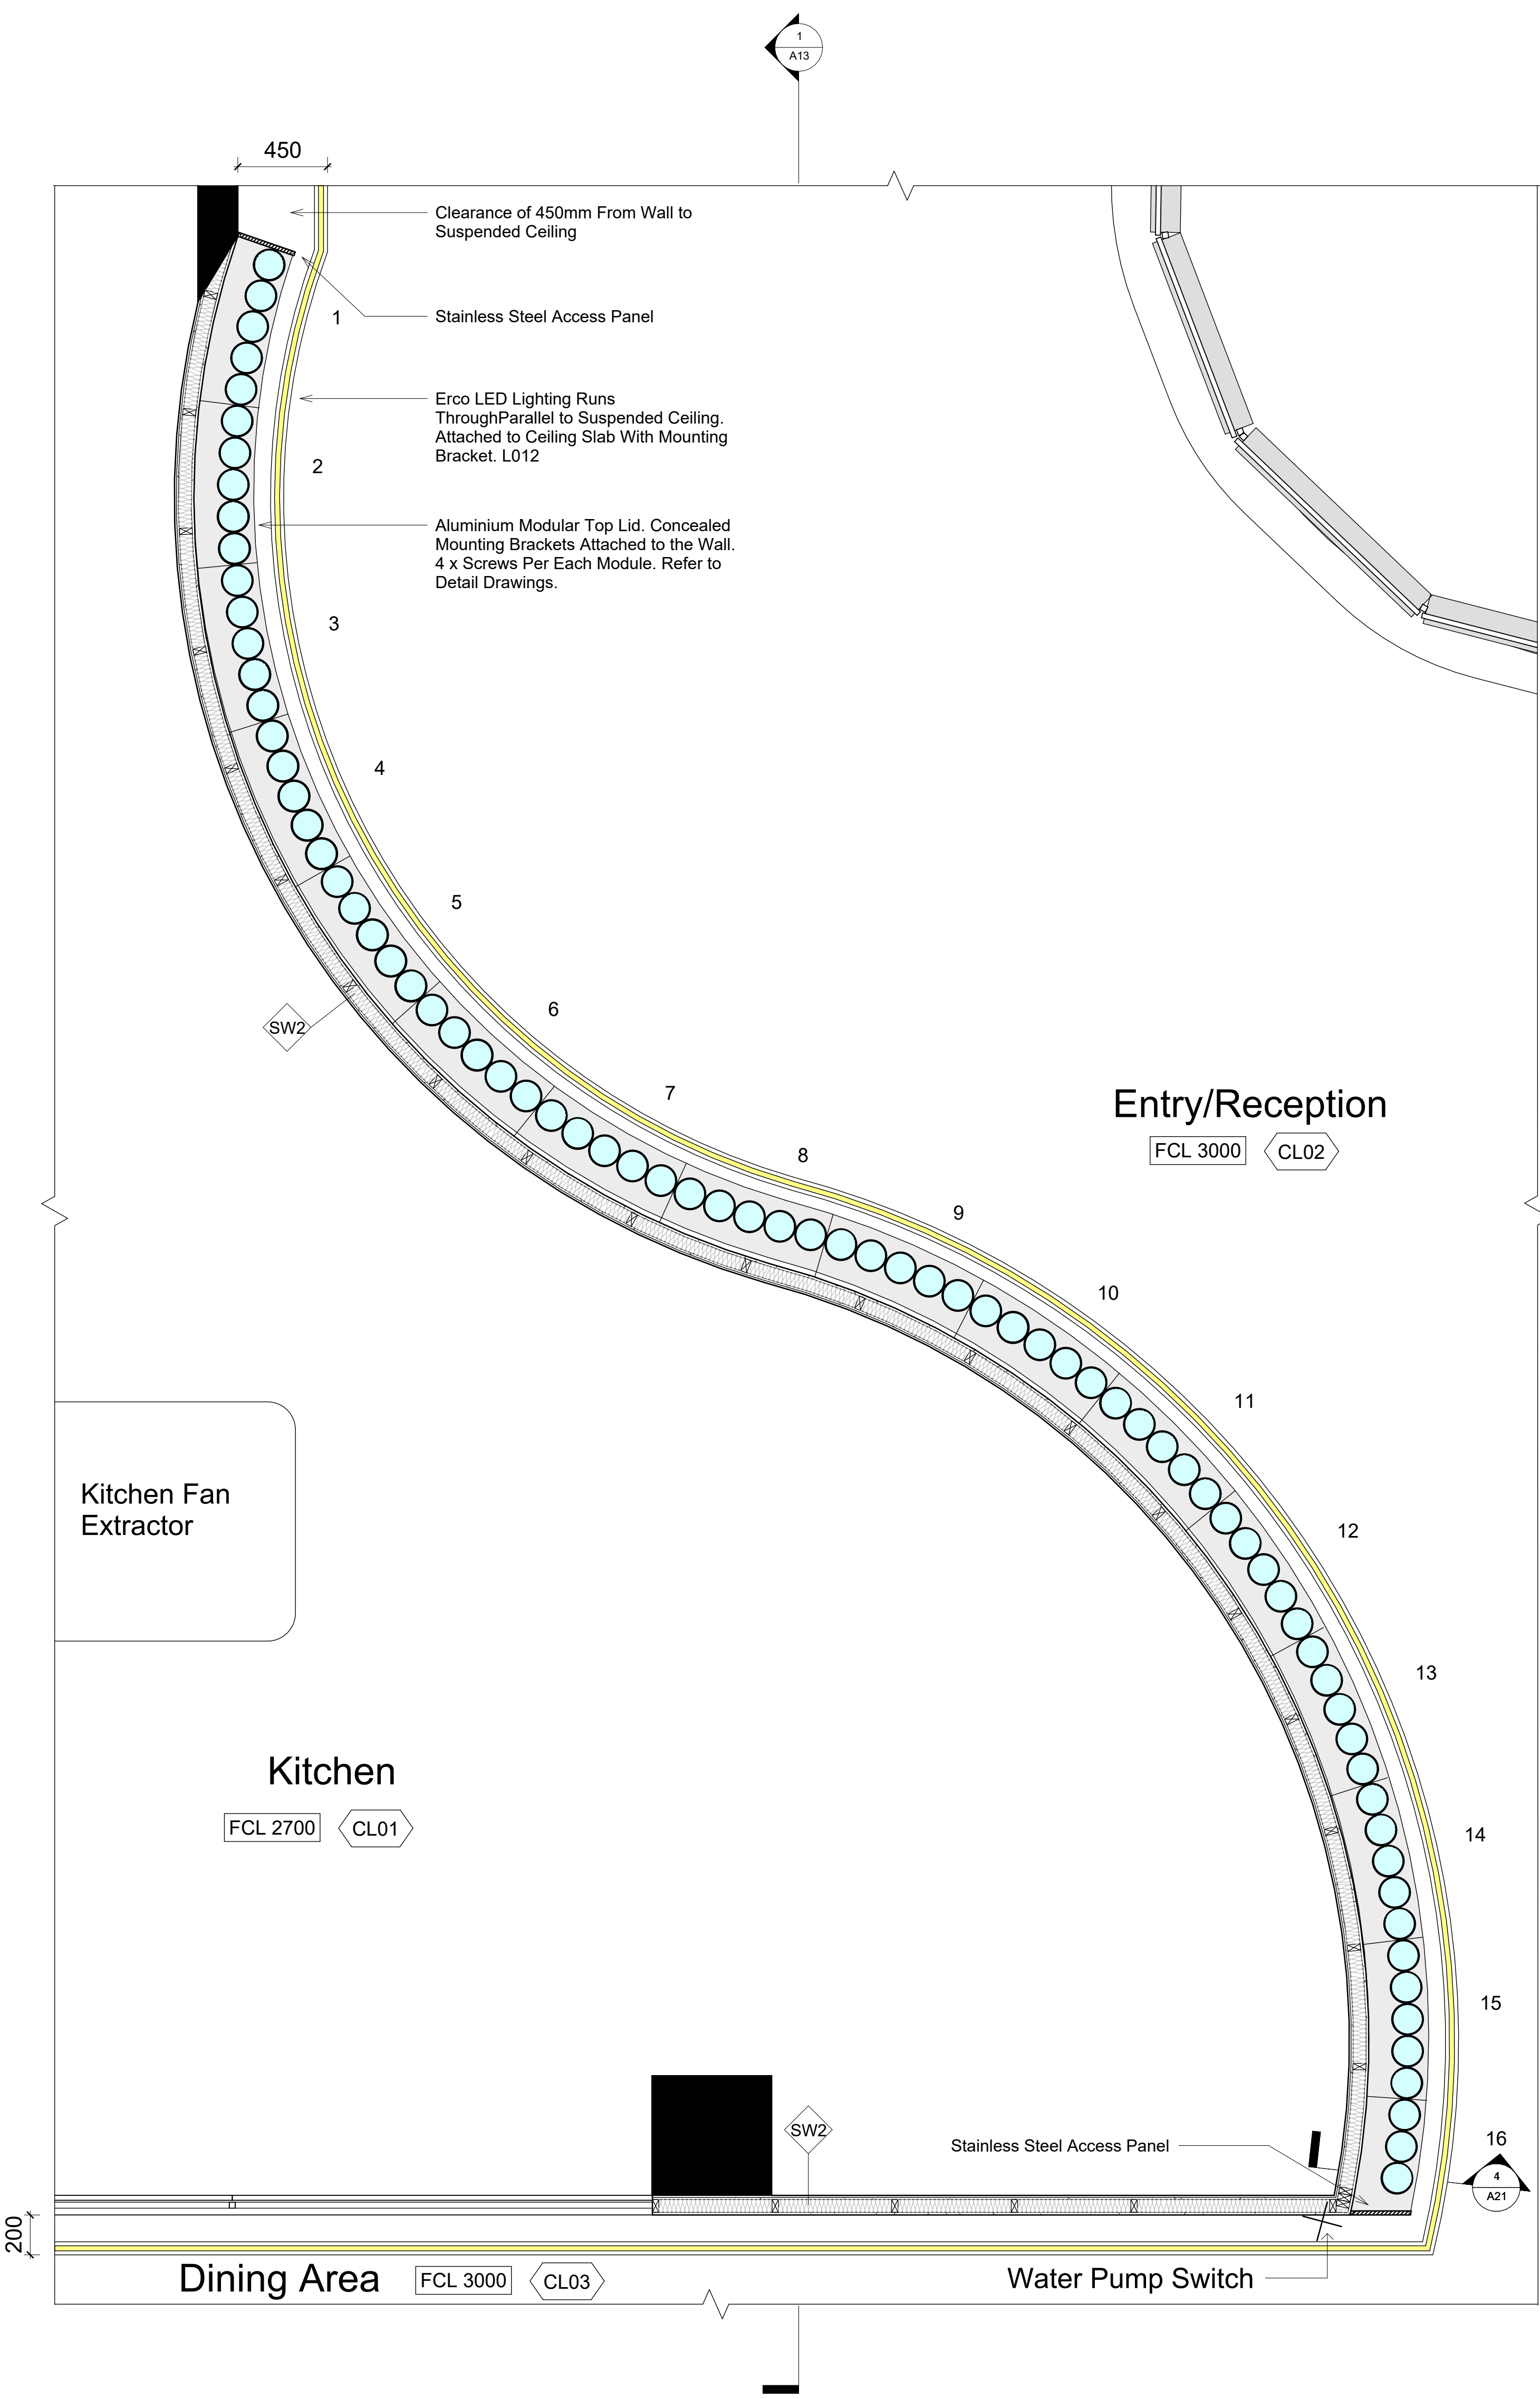 1
A13
450
Clearance of 450mm From Wall to
Suspended Ceiling
Stainless Steel Access Panel
1
Erco LED Lighting Runs
ThroughParallel to Suspended Ceiling.
Attached to Ceiling Slab With Mounting
Bracket. L012
2
Aluminium Modular Top Lid. Concealed
Mounting Brackets Attached to the Wall.
4 x Screws Per Each Module. Refer to
Detail Drawings.
3
4
5
6
SW2
7
Entry/Reception
FCL 3000
CL02
8
9
10
11
Kitchen Fan
Extractor
12
13
Kitchen
FCL 2700
CL01
14
15
SW2
Stainless Steel Access Panel
16
4
A21
200
Dining Area
FCL 3000
CL03
Water Pump Switch